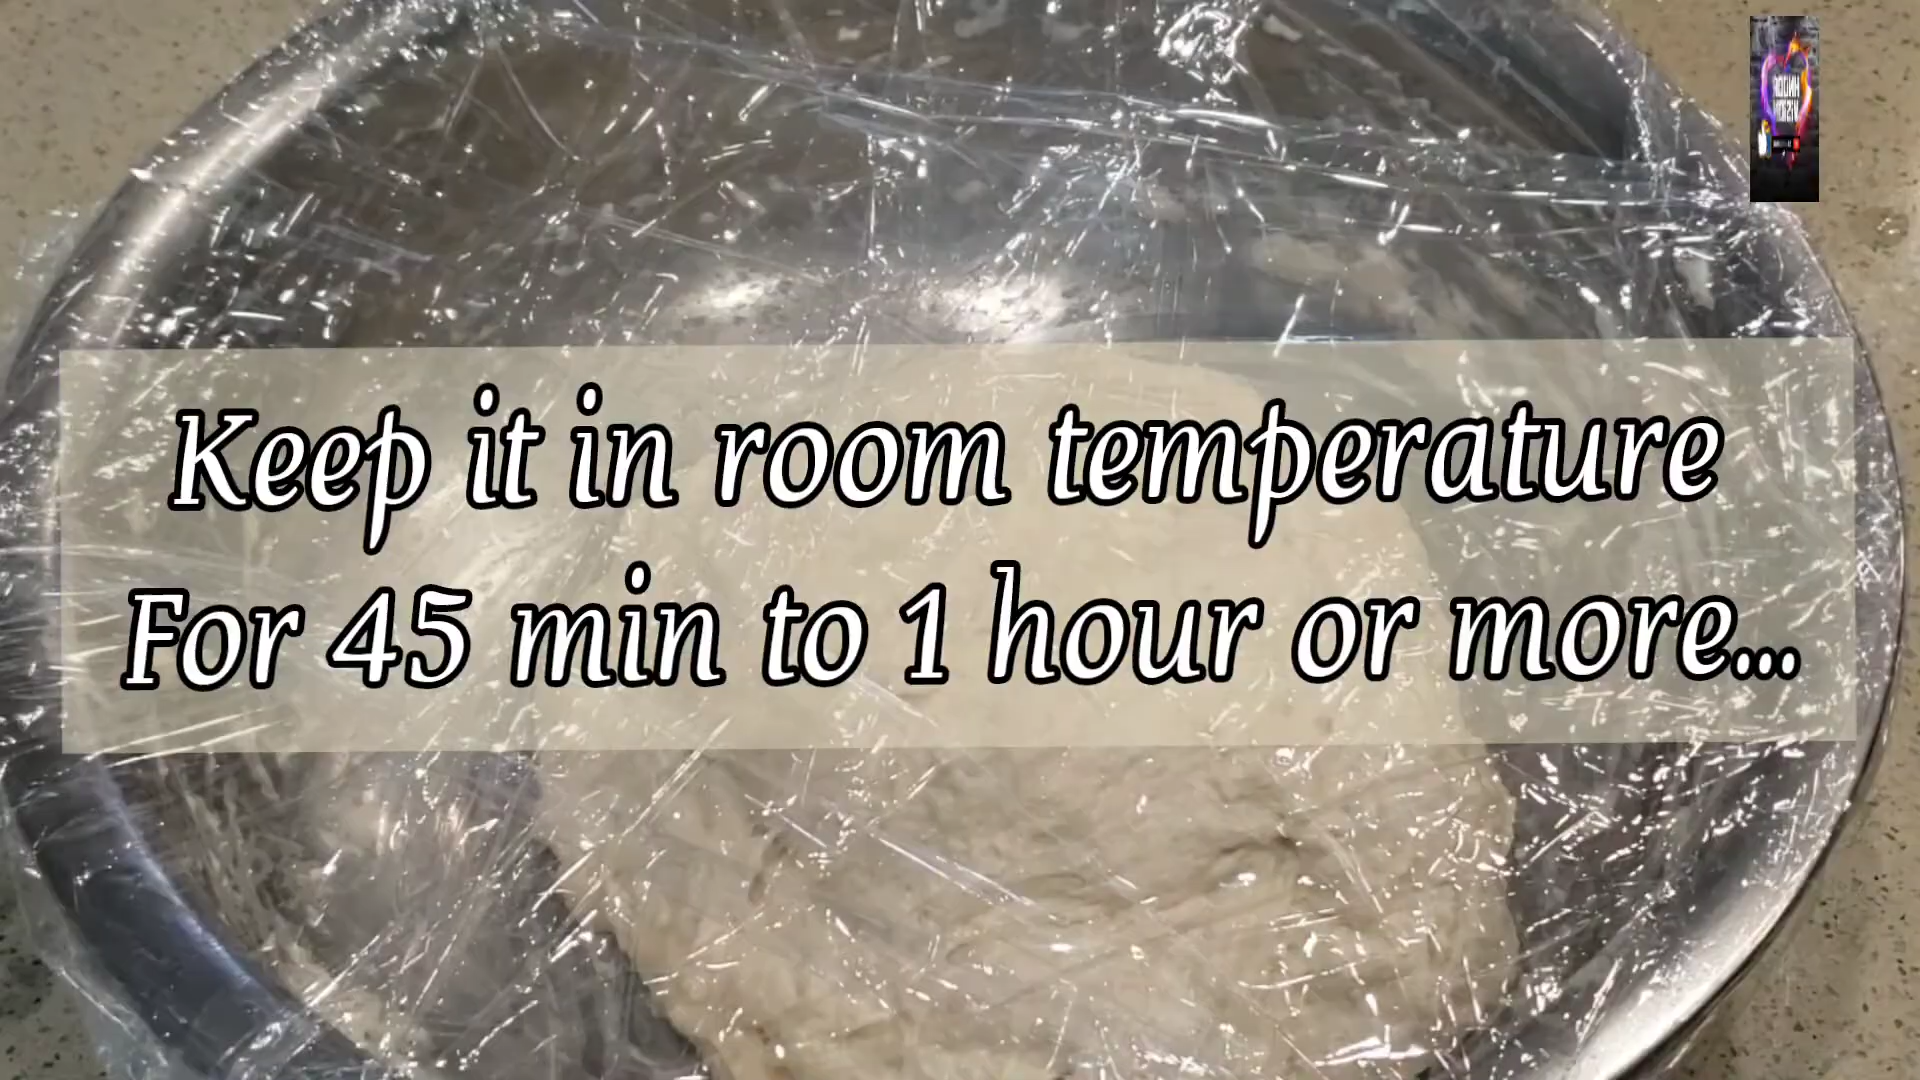 Keep it in room temperature
For 45 min to 1 hour or more...